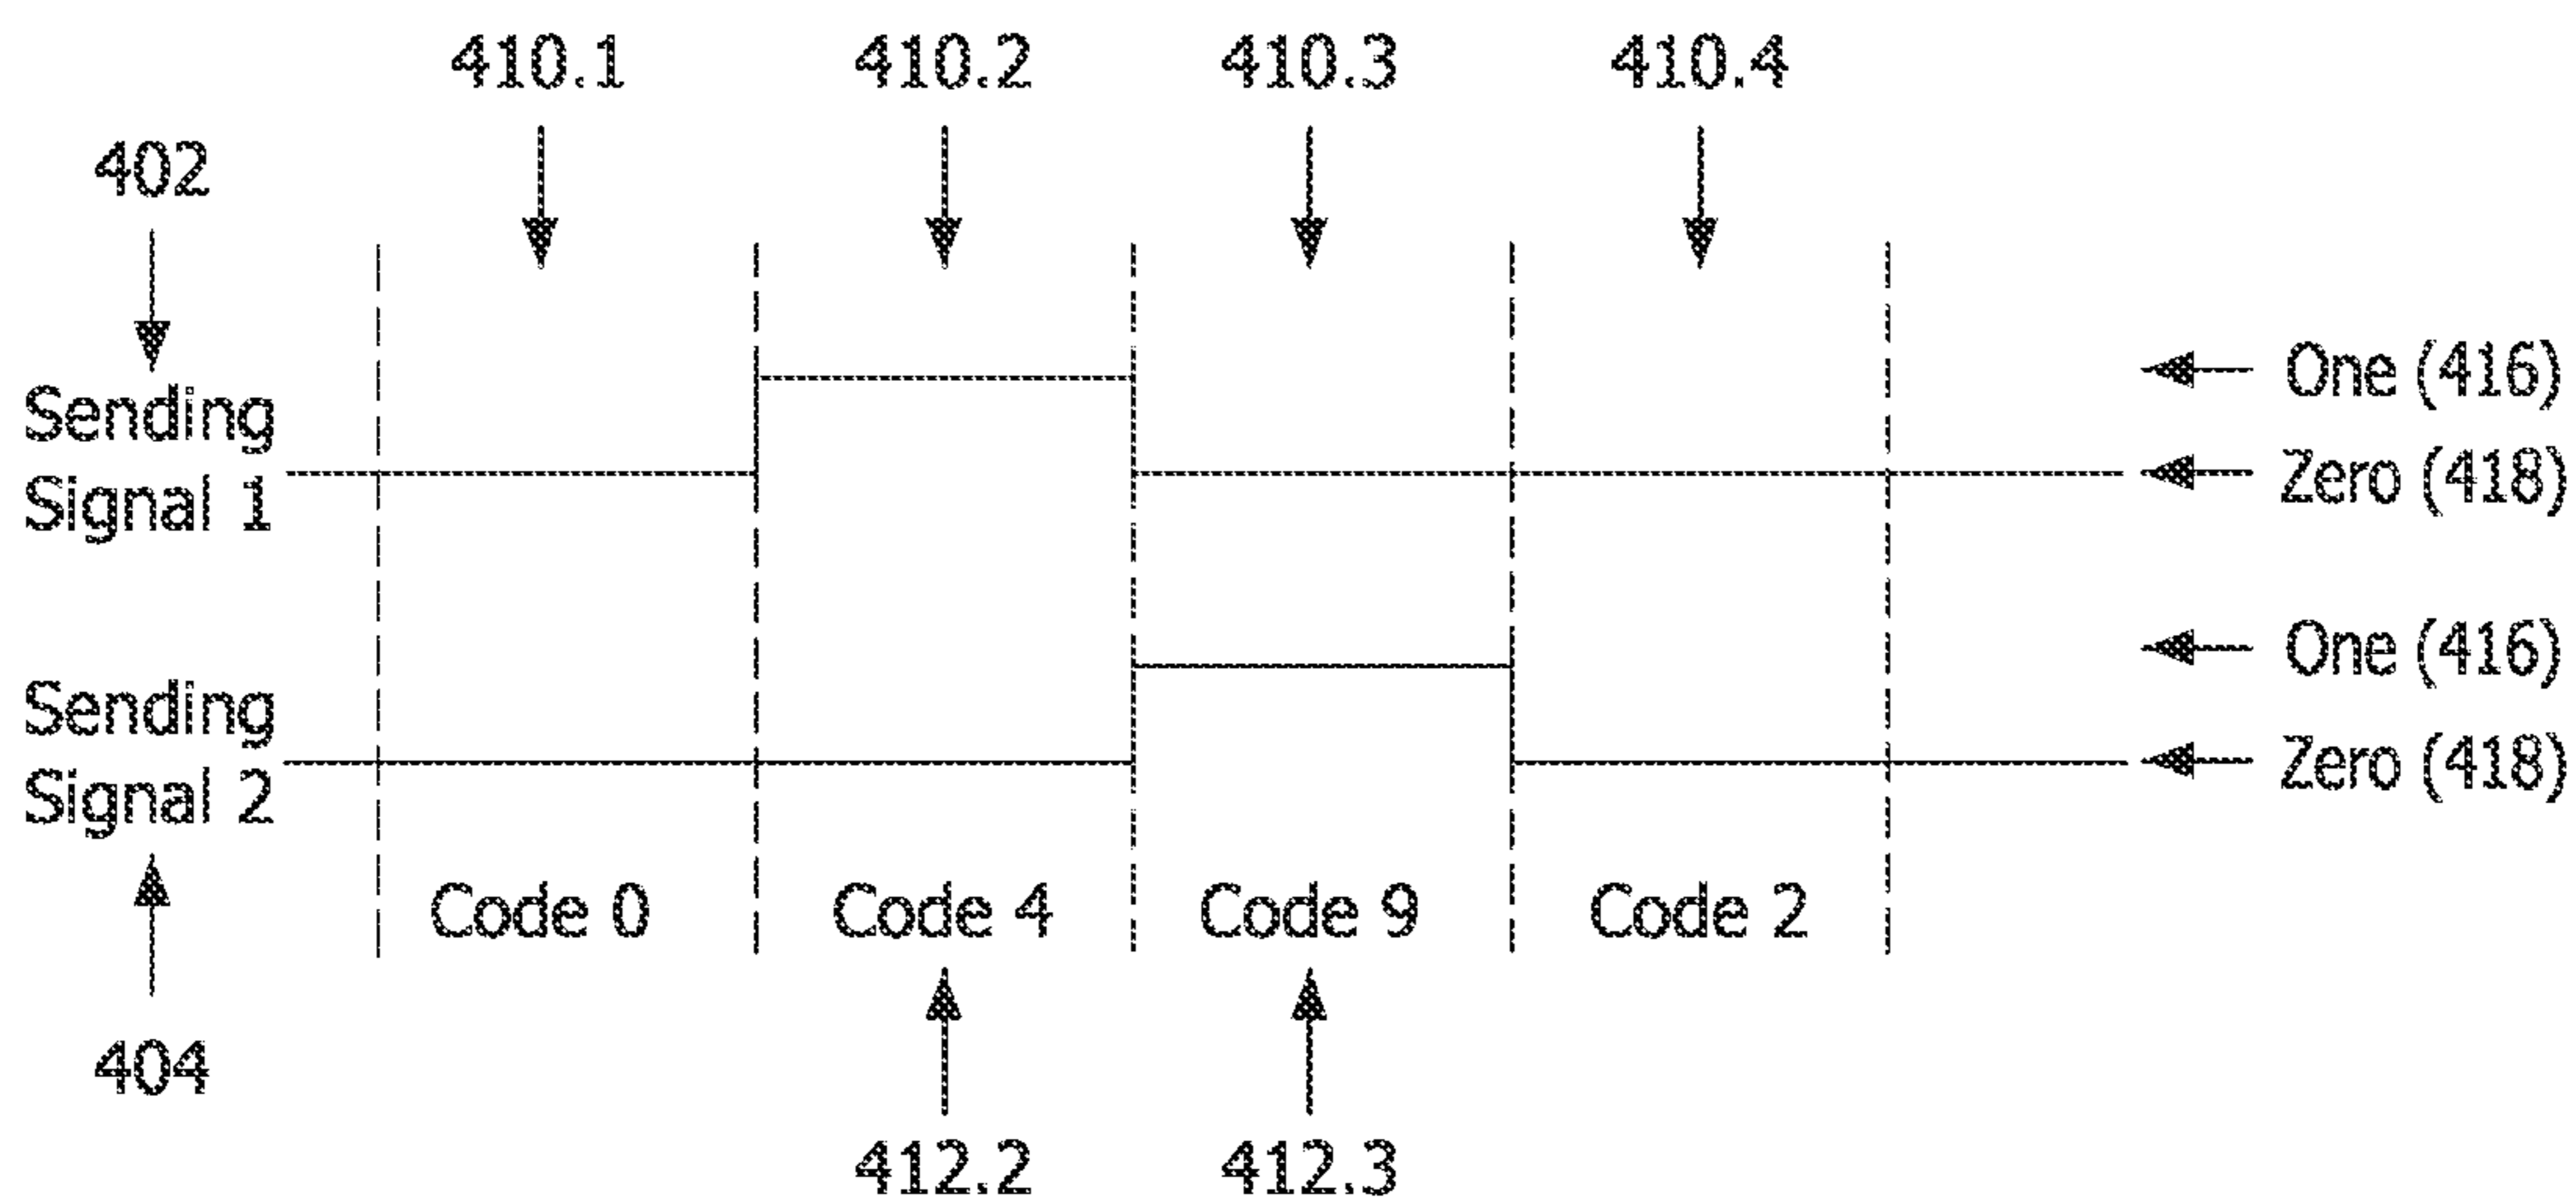 410.1 410.2 410.3 410.4
402
One (416)
Sending
Signal 1
Zero (418)
One (416)
Sending
Signal 2
Zero (418)
Code 0 Code 4 Code 9 Code 2
404
412.2 412.3